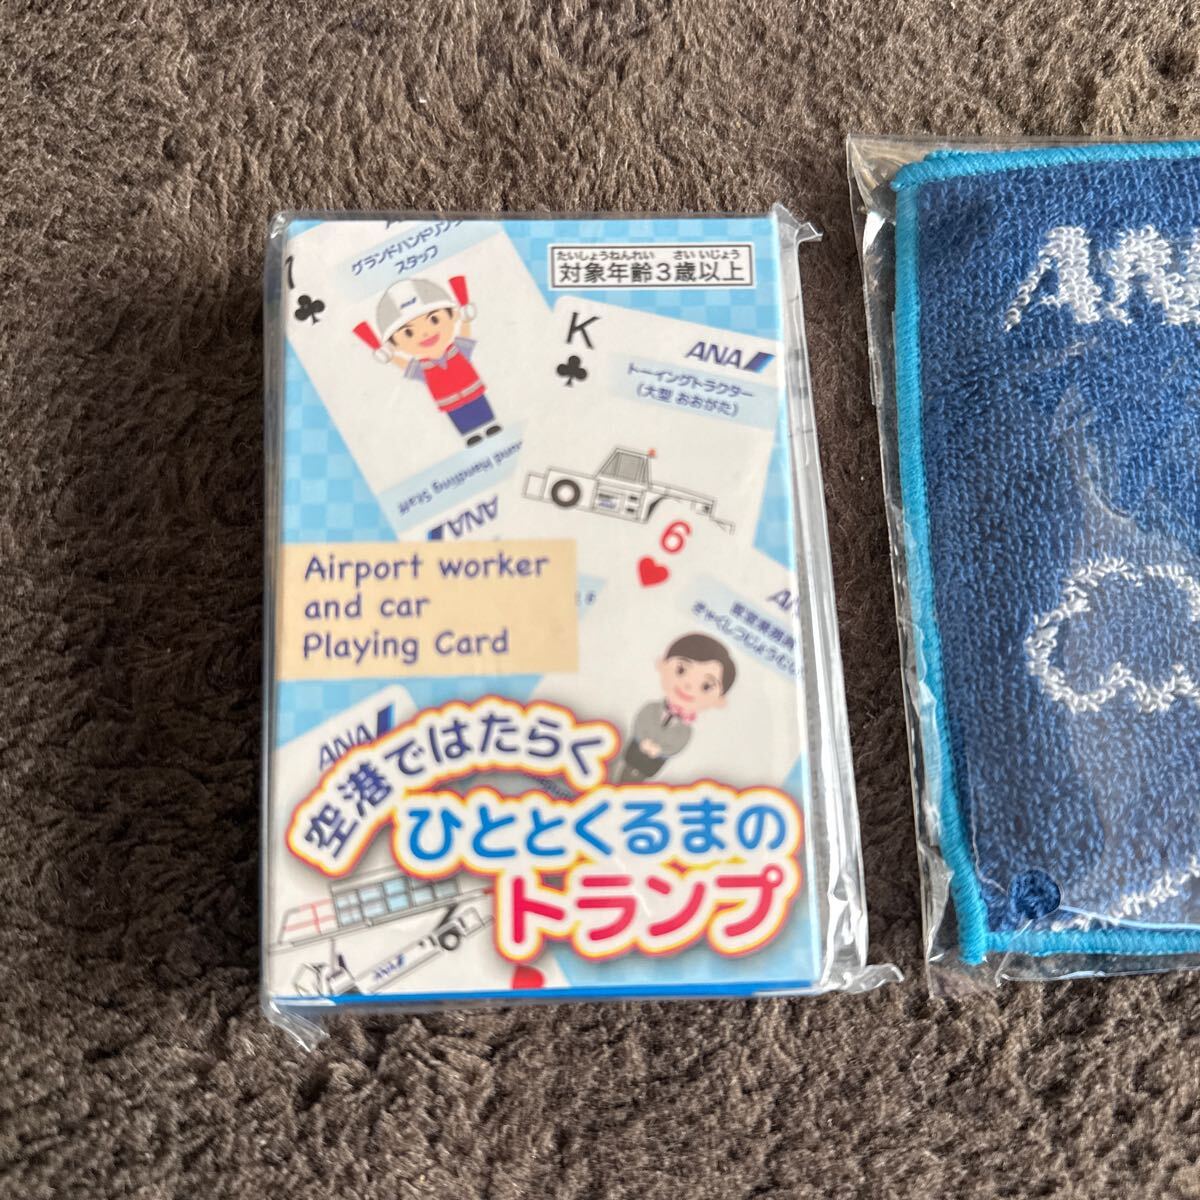 グランドハンドリング
スタッフ
たいしょうねんれい さい いじょう
対象年齢3歳以上
K
ANA
トーイングトラクター
(大型 おおがた)
Ground Handling Staff
ANA
6
Airport worker
and car
Playing Card
ANA
空港ではたらく
ひととくるまの
トランプ
ANA